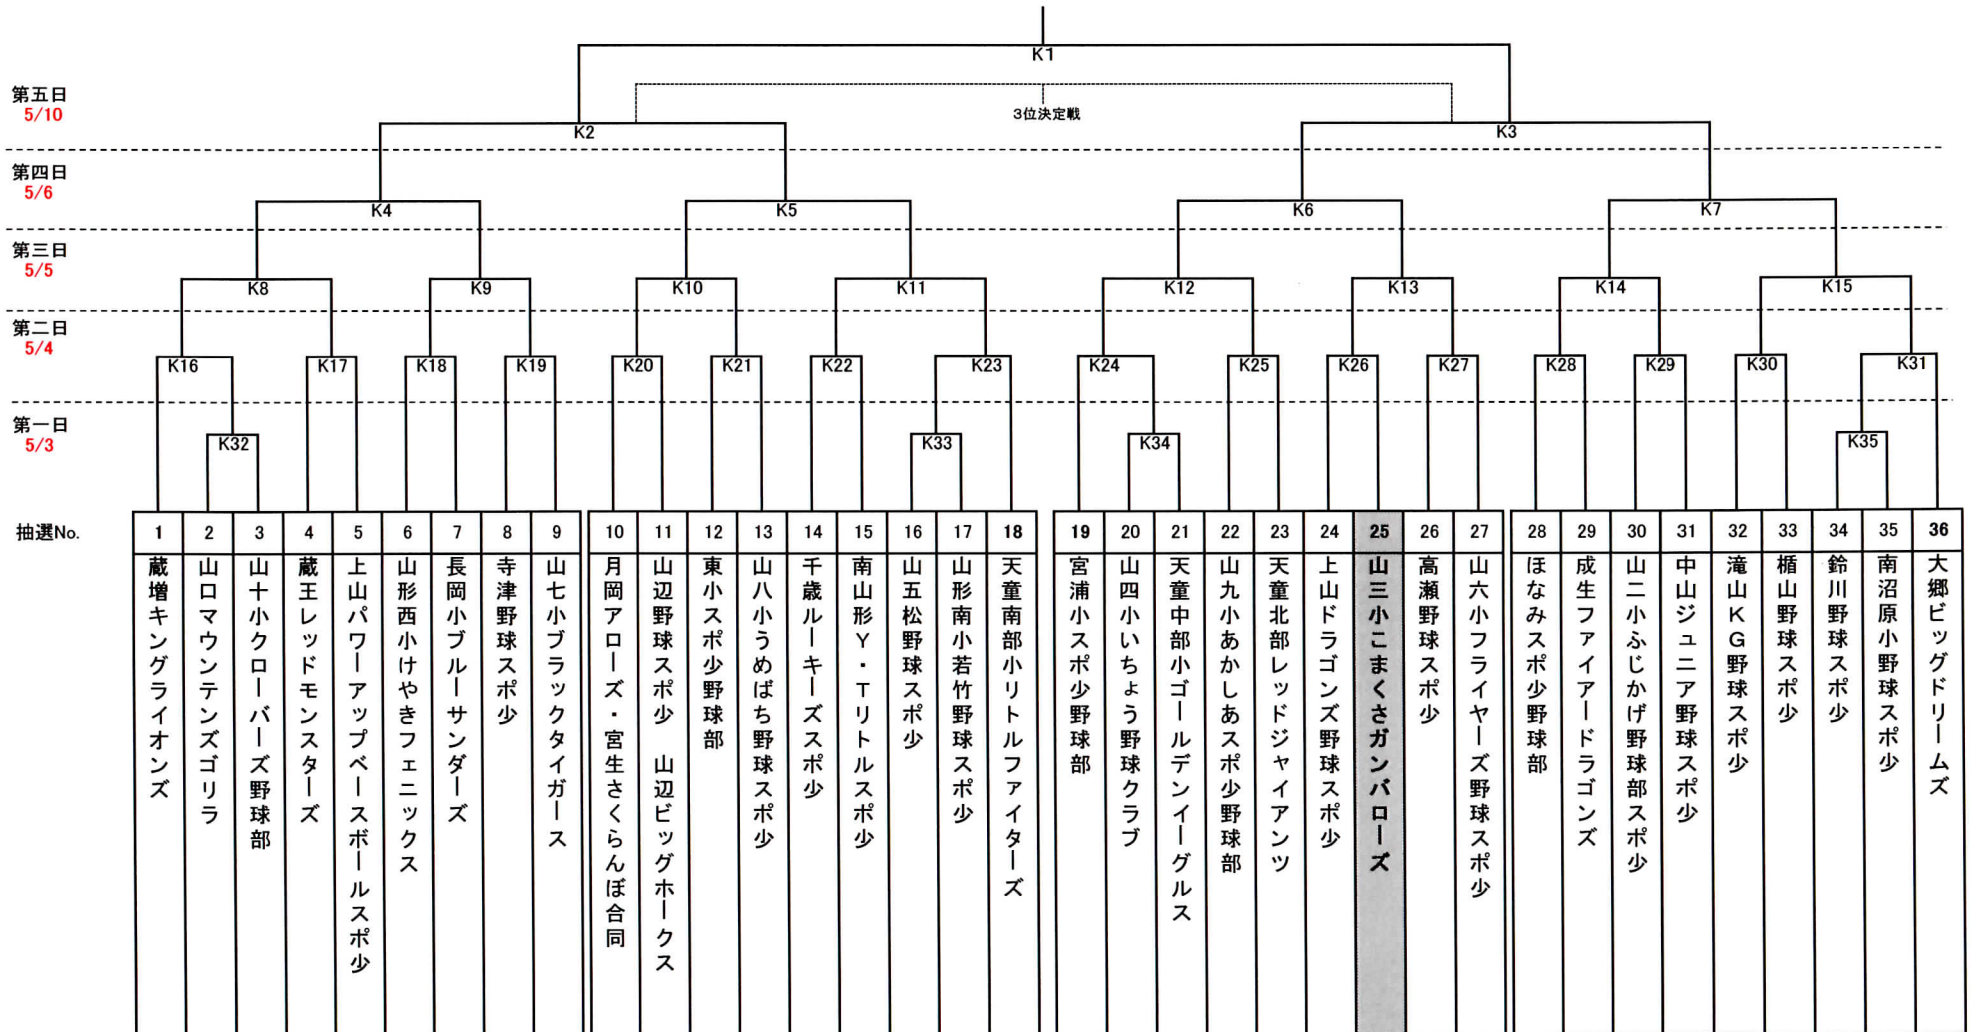 K1
第五日
5/10
3位決定戦
K2
K3
第四日
5/6
K4
K5
K6
K7
第三日
5/5
K8
K9
K10
K11
K12
K13
K14
K15
第二日
5/4
K16
K17
K18
K19
K20
K21
K22
K23
K24
K25
K26
K27
K28
K29
K30
K31
第一日
5/3
K32
K33
K34
K35
抽選No.
1
2
3
4
5
6
7
8
9
10
11
12
13
14
15
16
17
18
19
20
21
22
23
24
25
26
27
28
29
30
31
32
33
34
35
36
蔵増キングライオンズ
山口マウンテンズゴリラ
山十小クローバーズ野球部
蔵王レッドモンスターズ
上山パワーアップベースボールスポ少
山形西小けやきフェニックス
長岡小ブルーサンダーズ
寺津野球スポ少
山七小ブラックタイガース
月岡アローズ・宮生さくらんぼ合同
山辺野球スポ少 山辺ビッグホークス
東小スポ少野球部
山八小うめばち野球スポ少
千歳ルーキーズスポ少
南山形Y・Tリトルスポ少
山五松野球スポ少
山形南小若竹野球スポ少
天童南部小リトルファイターズ
宮浦小スポ少野球部
山四小いちょう野球クラブ
天童中部小ゴールデンイーグルス
山九小あかしあスポ少野球部
天童北部レッドジャイアンツ
上山ドラゴンズ野球スポ少
山三小こまくさガンバローズ
高瀬野球スポ少
山六小フライヤーズ野球スポ少
ほなみスポ少野球部
成生ファイアードラゴンズ
山二小ふじかげ野球部スポ少
中山ジュニア野球スポ少
滝山KG野球スポ少
楯山野球スポ少
鈴川野球スポ少
南沼原小野球スポ少
大郷ビッグドリームズ